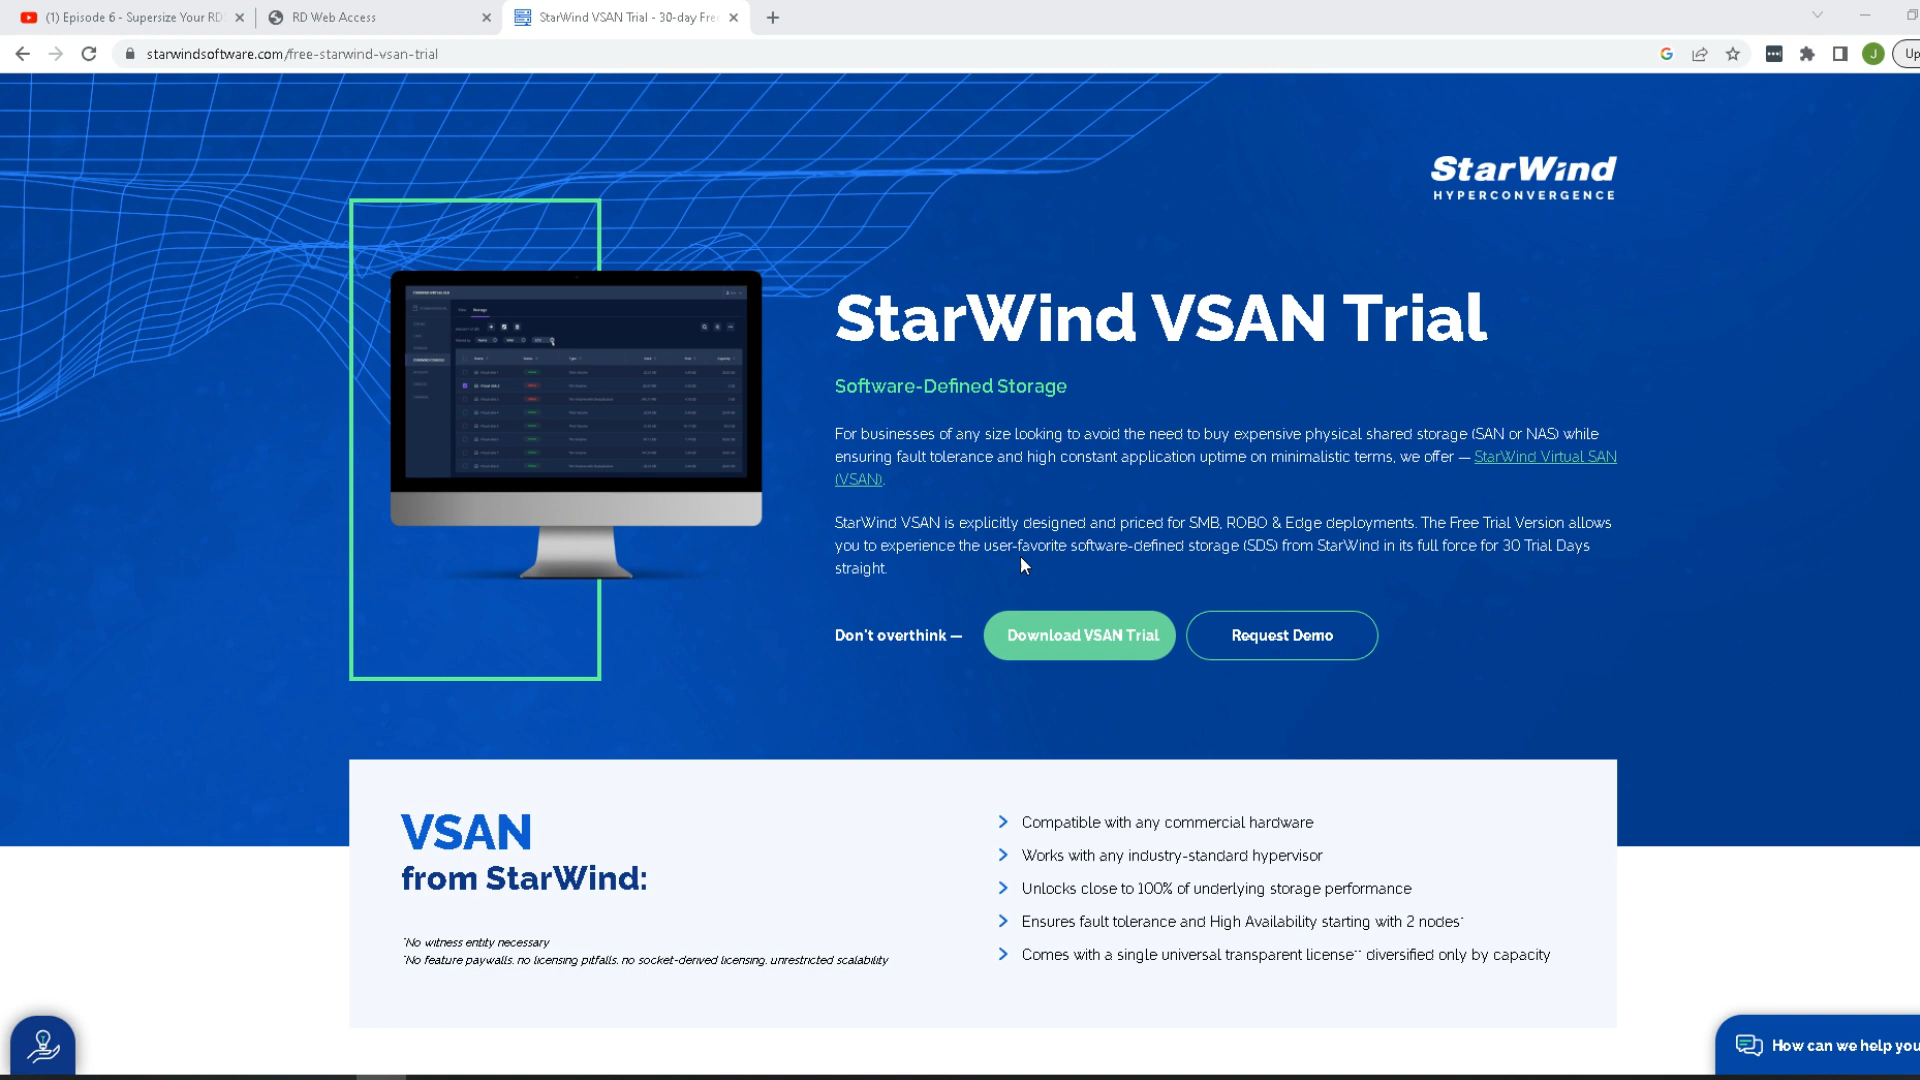 (1) Episode 6 - Supersize Your RD
RD Web Access
StarWind VSAN Trial - 30-day Fre
starwindsoftware.com/free-starwind-vsan-trial
J
Up
StarWind
HYPERCONVERGENCE
StarWind VSAN Trial
Software-Defined Storage
For businesses of any size looking to avoid the need to buy expensive physical shared storage (SAN or NAS) while
ensuring fault tolerance and high constant application uptime on minimalistic terms, we offer — StarWind Virtual SAN
(VSAN).
StarWind VSAN is explicitly designed and priced for SMB, ROBO & Edge deployments. The Free Trial Version allows
you to experience the user-favorite software-defined storage (SDS) from StarWind in its full force for 30 Trial Days
straight.
Don't overthink —
Download VSAN Trial
Request Demo
VSAN
from StarWind:
*No witness entity necessary
*No feature paywalls, no licensing pitfalls, no socket-derived licensing, unrestricted scalability
Compatible with any commercial hardware
Works with any industry-standard hypervisor
Unlocks close to 100% of underlying storage performance
Ensures fault tolerance and High Availability starting with 2 nodes*
Comes with a single universal transparent license** diversified only by capacity
How can we help you